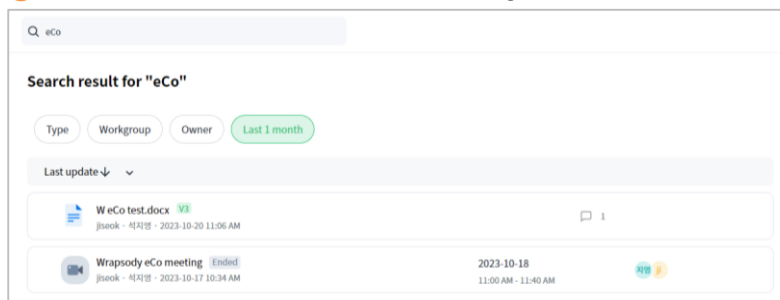 eCo
Search result for "eCo"
Type Workgroup Owner Last 1 month
Last update↓
W eCo test.docx V3
jiseok - 석지영 - 2023-10-20 11:06 AM
1
Wrapsody eCo meeting Ended
jiseok - 석지영 - 2023-10-17 10:34 AM
2023-10-18
11:00 AM - 11:40 AM
지영 ji